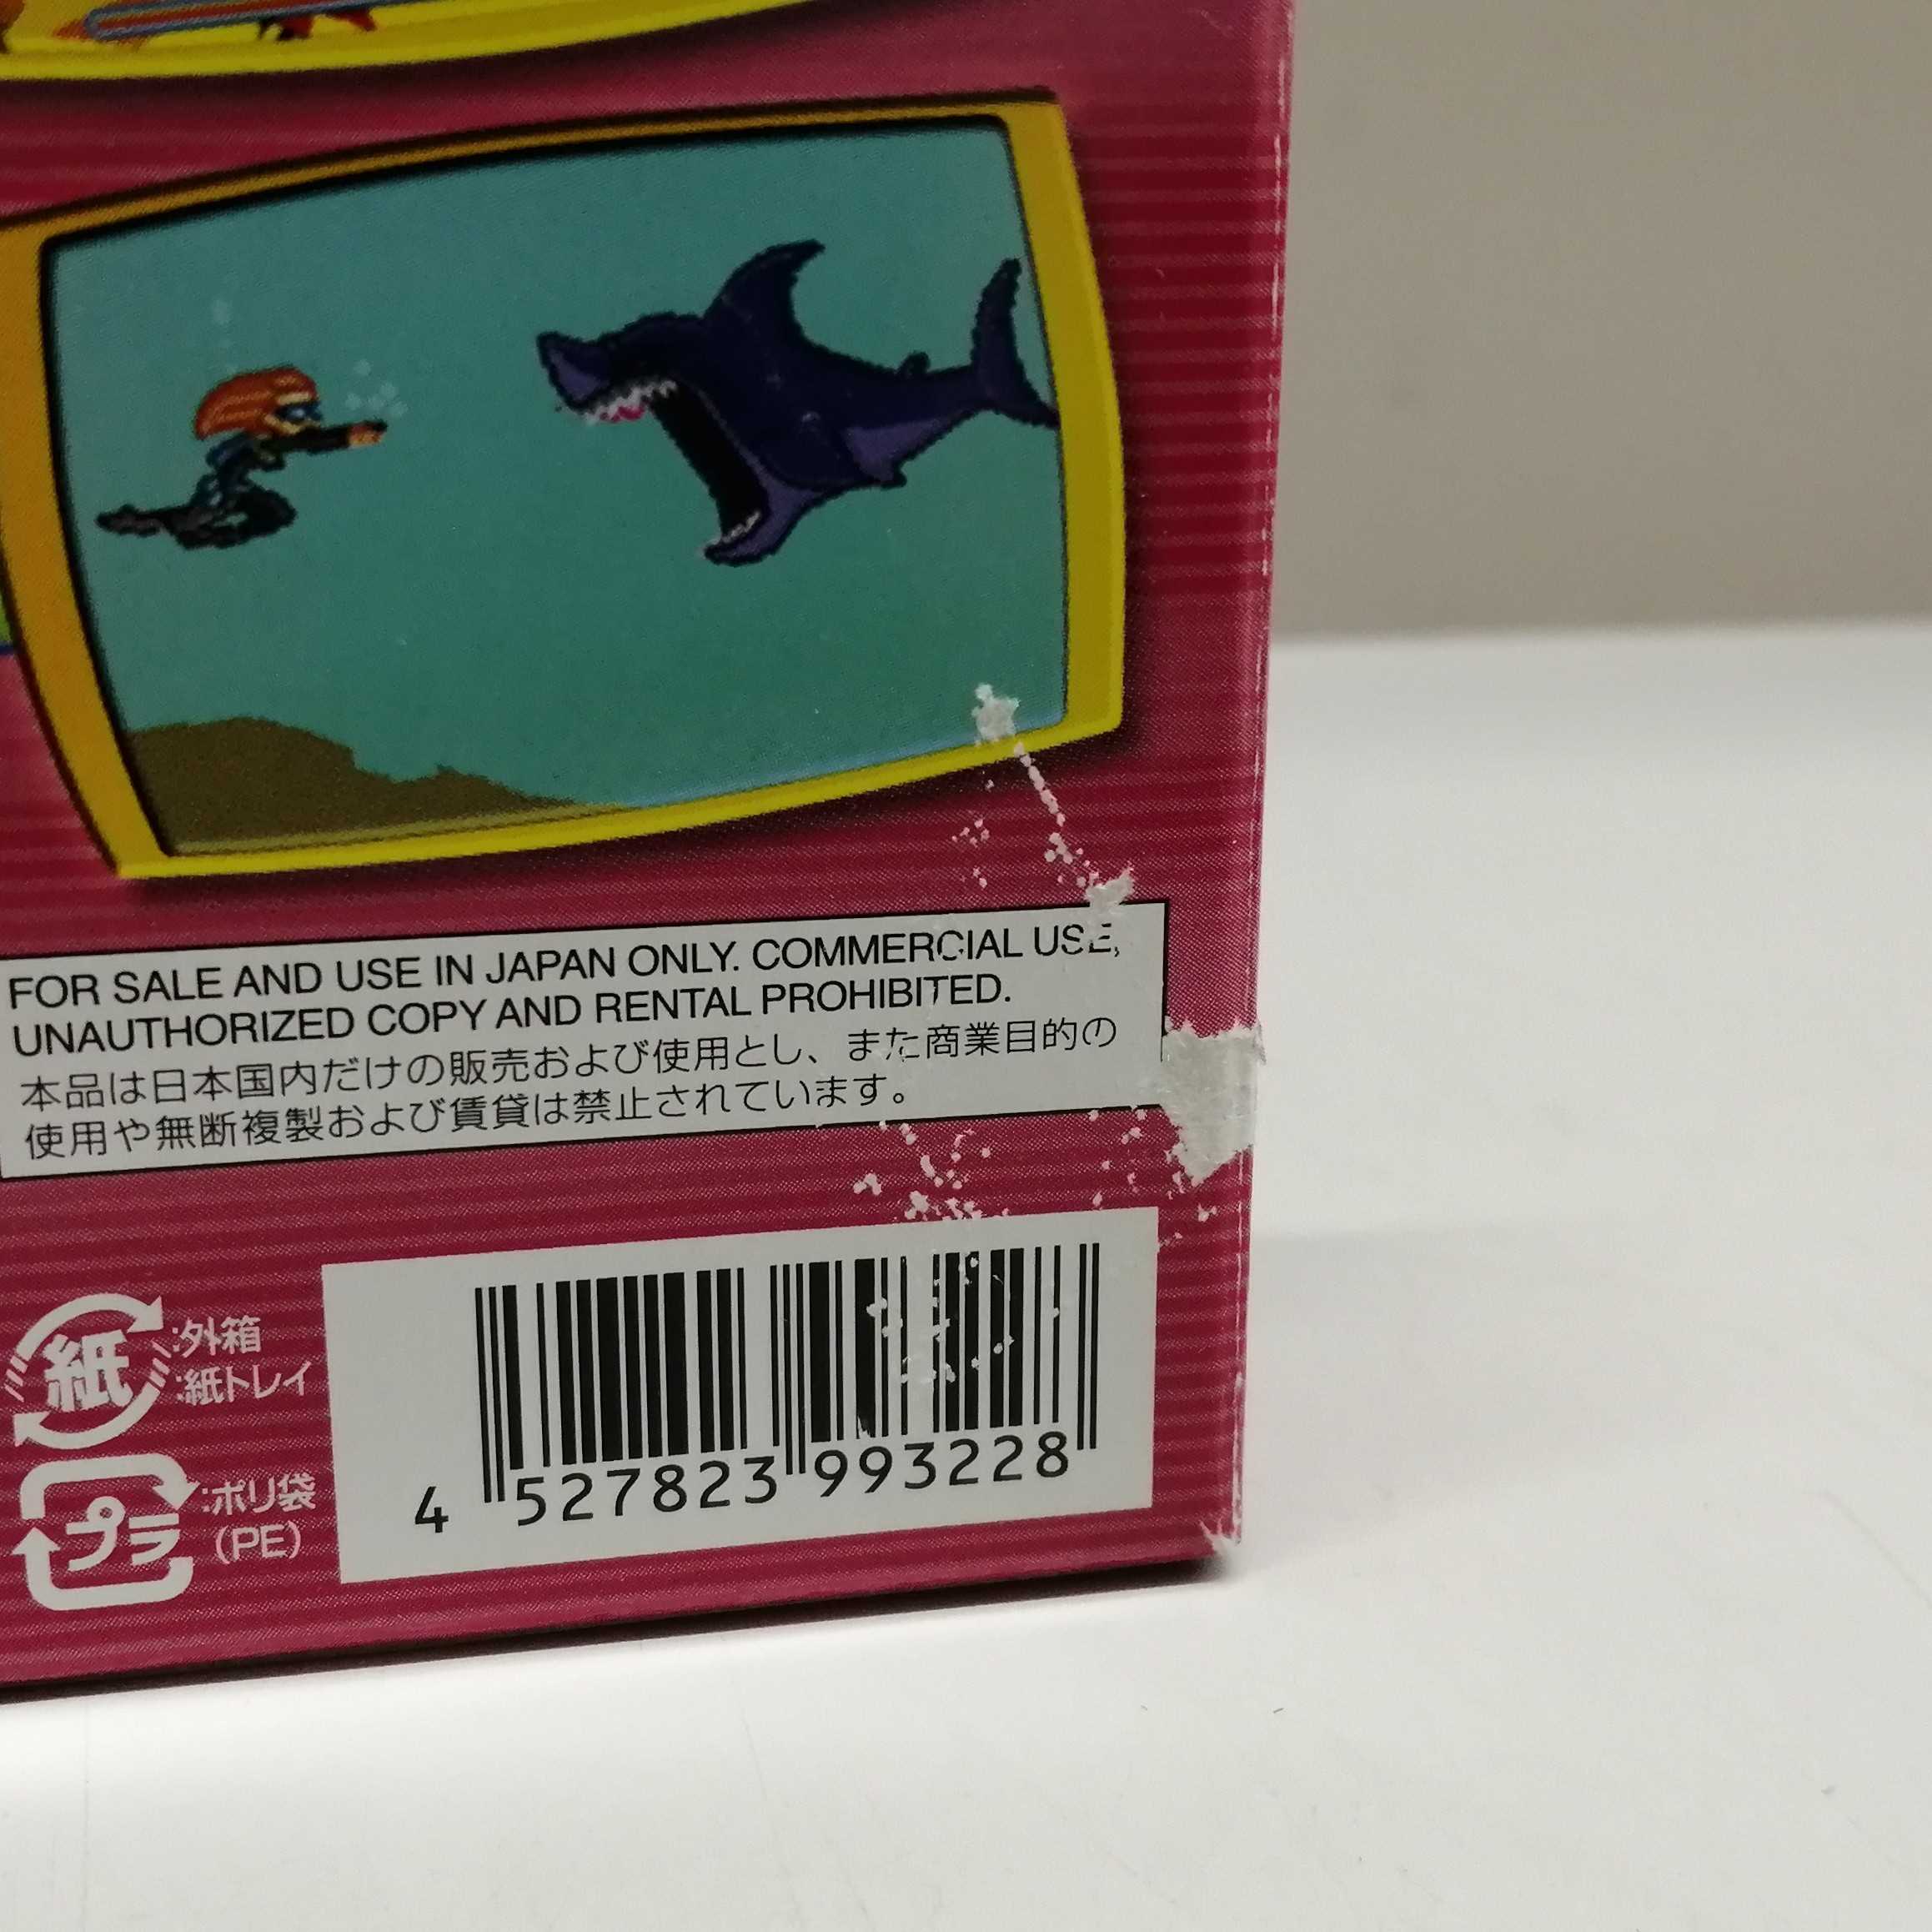 FOR SALE AND USE IN JAPAN ONLY. COMMERCIAL USE,
UNAUTHORIZED COPY AND RENTAL PROHIBITED.
本品は日本国内だけの販売および使用とし、また商業目的の
使用や無断複製および賃貸は禁止されています。
紙 :外箱
:紙トレイ
プラ :ポリ袋
(PE)
4 527823 993228